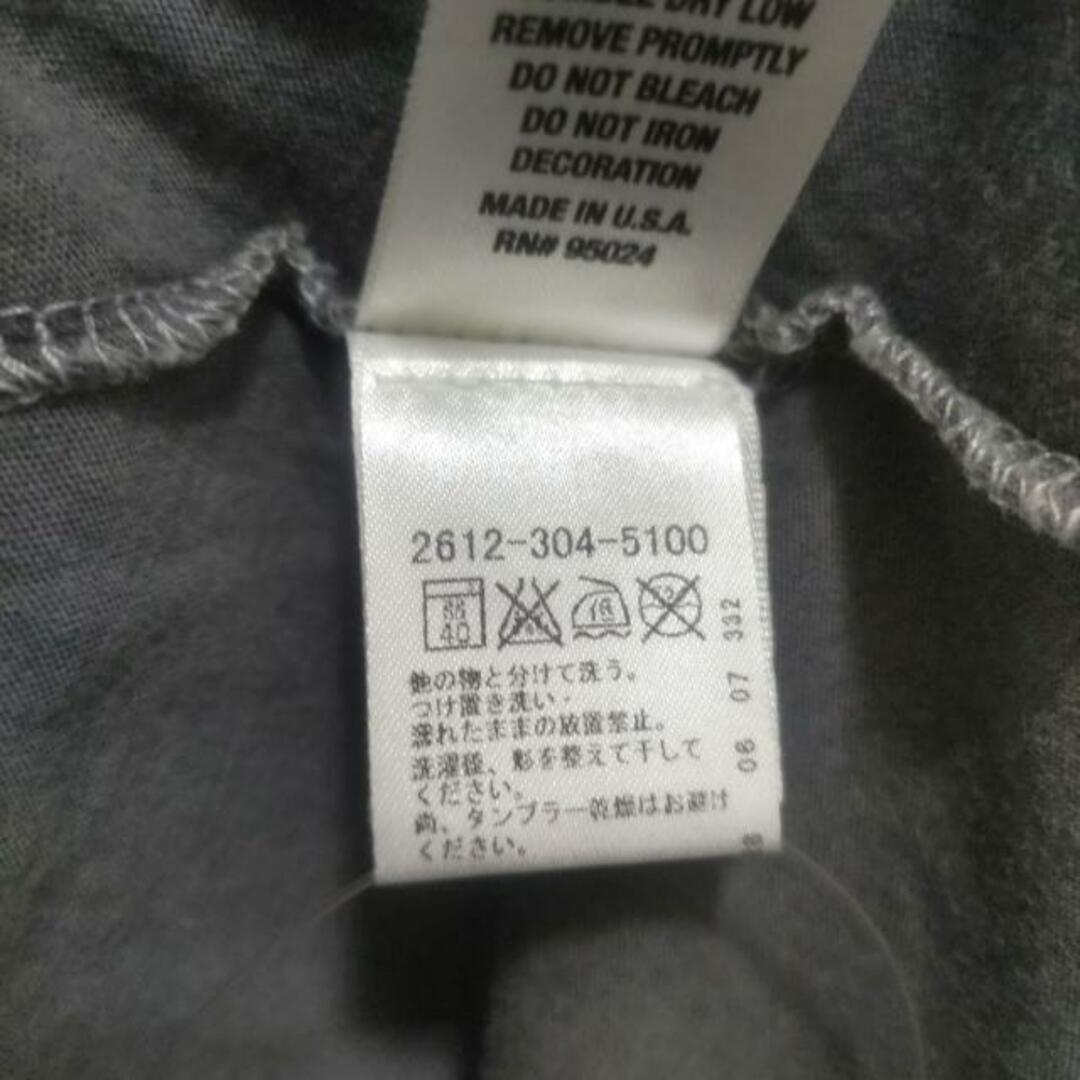 DRY LOW
REMOVE PROMPTLY
DO NOT BLEACH
DO NOT IRON
DECORATION
MADE IN U.S.A.
RN# 95024
2612-304-5100
40
他の物と分けて洗う。
つけ置き洗い・
濡れたままの放置禁止。
洗濯後、形を整えて干して
ください。
尚、タンブラー乾燥はお避け
ください。
06 07 332